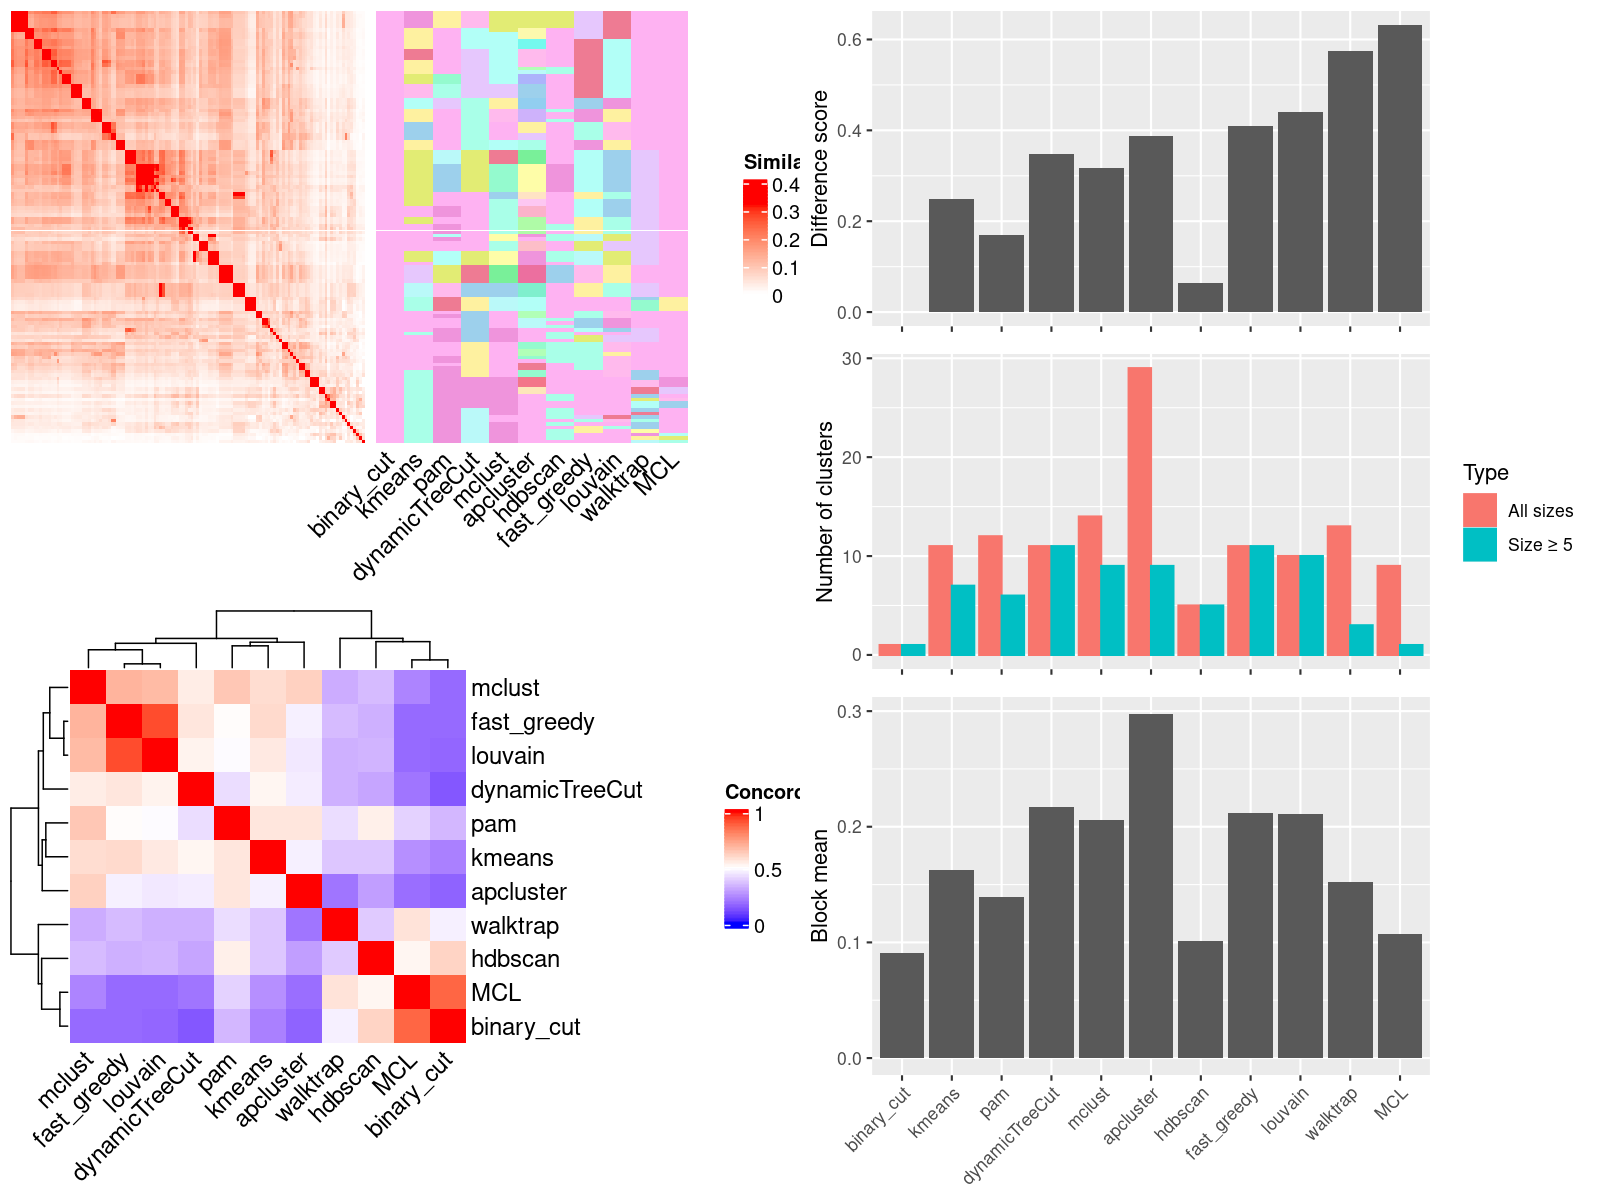 Simila
0.4
0.3
0.2
0.1
0
binary_cut
kmeans
pam
dynamicTreeCut
mclust
apcluster
hdbscan
fast_greedy
louvain
walktrap
MCL
mclust
fast_greedy
louvain
dynamicTreeCut
pam
kmeans
apcluster
walktrap
hdbscan
MCL
binary_cut
mclust
fast_greedy
louvain
dynamicTreeCut
pam
kmeans
apcluster
walktrap
hdbscan
MCL
binary_cut
Concord
1
0.5
0
Difference score
0.6
0.4
0.2
0.0
Number of clusters
30
20
10
0
Type
All sizes
Size ≥ 5
Block mean
0.3
0.2
0.1
0.0
binary_cut
kmeans
pam
dynamicTreeCut
mclust
apcluster
hdbscan
fast_greedy
louvain
walktrap
MCL